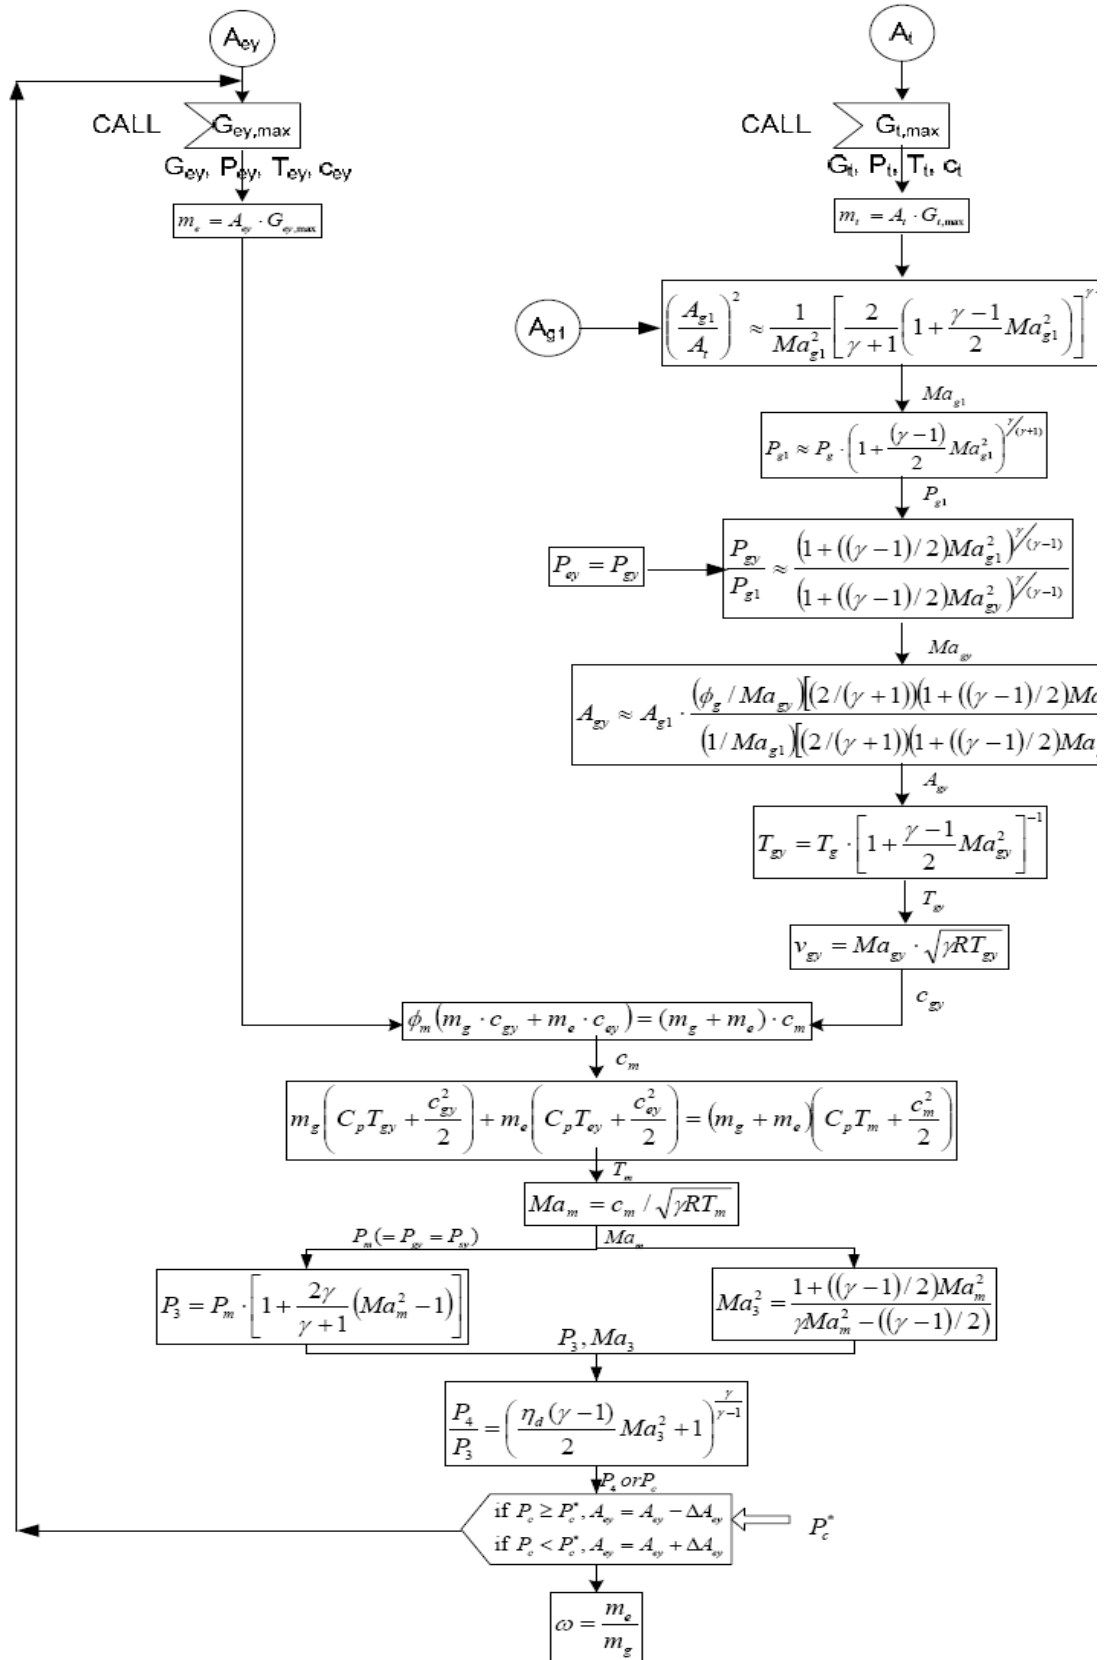 A_ey
A_t
CALL G_ey,max
CALL G_t,max
G_ey, P_ey, T_ey, c_ey
G_t, P_t, T_t, c_t
m_e = A_ey · G_ey,max
m_t = A_t · G_t,max
A_g1
(A_g1 / A_t)^2 ≈ 1/Ma_g1^2 [2/(γ+1) (1 + (γ−1)/2 Ma_g1^2)]^γ
Ma_g1
P_g1 ≈ P_g · (1 + (γ−1)/2 Ma_g1^2)^(γ/(γ+1))
P_g1
P_ey = P_gy
P_gy / P_g1 ≈ (1 + ((γ−1)/2)Ma_g1^2)^(γ/(γ−1)) / (1 + ((γ−1)/2)Ma_gy^2)^(γ/(γ−1))
Ma_gy
A_gy ≈ A_g1 · (ϕ_g / Ma_gy)[(2/(γ+1))(1 + ((γ−1)/2)Ma / (1/Ma_g1)[(2/(γ+1))(1 + ((γ−1)/2)Ma
A_gy
T_gy = T_g · [1 + (γ−1)/2 Ma_gy^2]^−1
T_gy
v_gy = Ma_gy · √(γRT_gy)
c_gy
ϕ_m(m_g · c_gy + m_e · c_ey) = (m_g + m_e) · c_m
c_m
m_g(C_p T_gy + c_gy^2/2) + m_e(C_p T_ey + c_ey^2/2) = (m_g + m_e)(C_p T_m + c_m^2/2)
T_m
Ma_m = c_m / √(γRT_m)
P_m(= P_gy = P_sy)
Ma_m
P_3 = P_m · [1 + 2γ/(γ+1) (Ma_m^2 − 1)]
Ma_3^2 = (1 + ((γ−1)/2)Ma_m^2) / (γMa_m^2 − ((γ−1)/2))
P_3, Ma_3
P_4 / P_3 = (η_d(γ−1)/2 Ma_3^2 + 1)^(γ/(γ−1))
P_4 or P_c
if P_c ≥ P_c^*, A_ey = A_ey − ΔA_ey
if P_c < P_c^*, A_ey = A_ey + ΔA_ey
P_c^*
ω = m_e / m_g